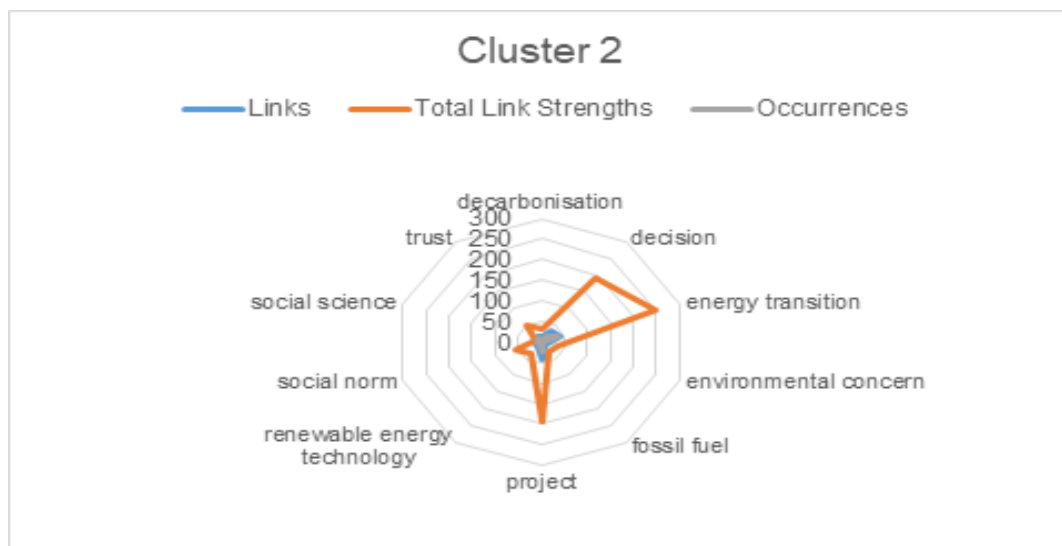 Cluster 2
Links Total Link Strengths Occurrences
decarbonisation
300
250
200
150
100
50
0
decision
energy transition
environmental concern
fossil fuel
project
renewable energy
technology
social norm
social science
trust